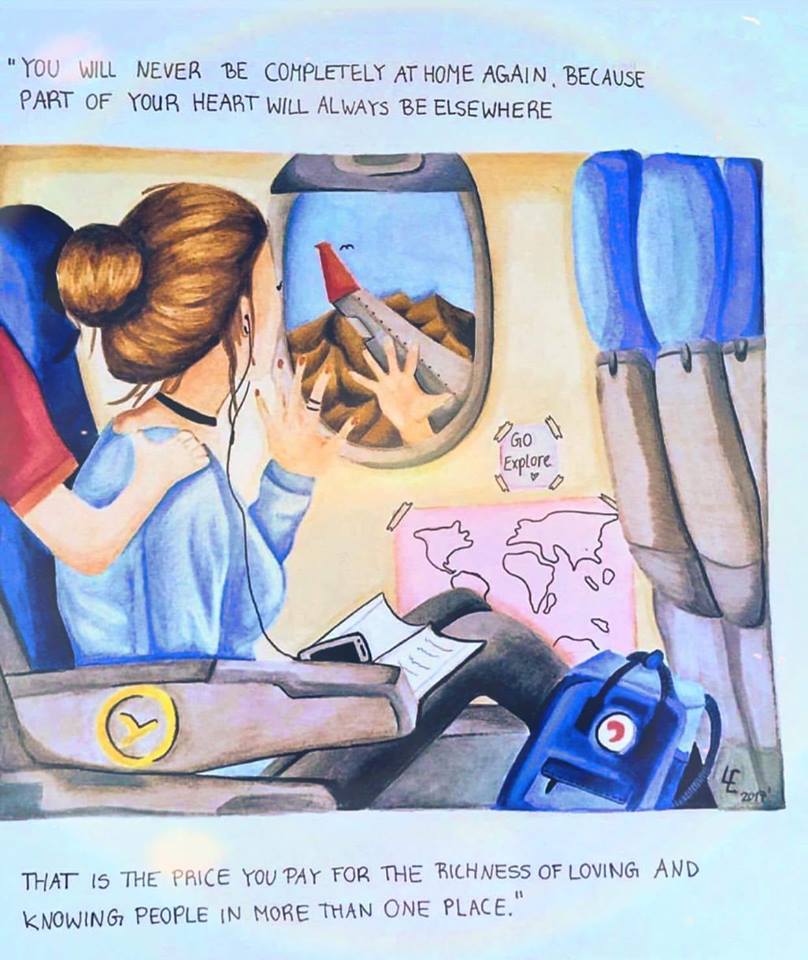 "YOU WILL NEVER BE COMPLETELY AT HOME AGAIN, BECAUSE
PART OF YOUR HEART WILL ALWAYS BE ELSEWHERE
GO
Explore
LE
THAT IS THE PRICE YOU PAY FOR THE RICHNESS OF LOVING AND
KNOWING PEOPLE IN MORE THAN ONE PLACE."